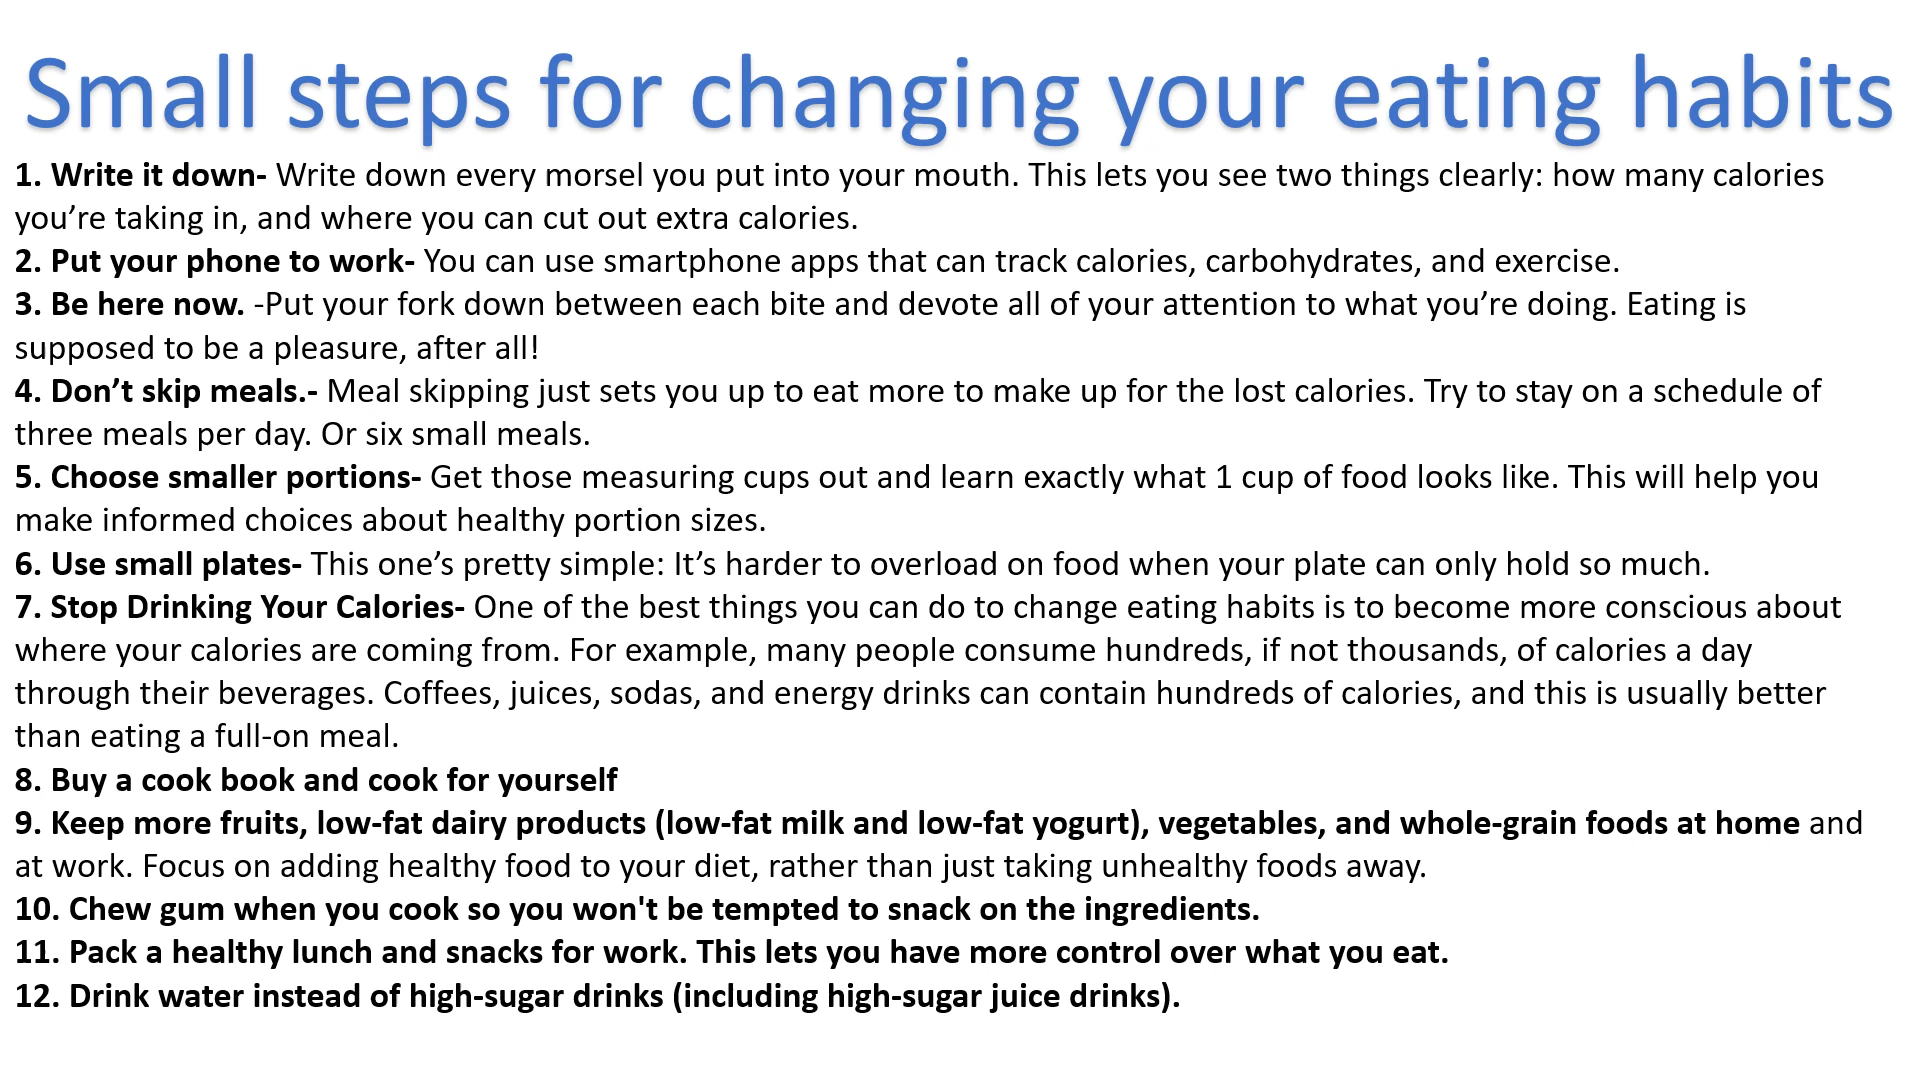 Small steps for changing your eating habits
1. Write it down- Write down every morsel you put into your mouth. This lets you see two things clearly: how many calories
you’re taking in, and where you can cut out extra calories.
2. Put your phone to work- You can use smartphone apps that can track calories, carbohydrates, and exercise.
3. Be here now. -Put your fork down between each bite and devote all of your attention to what you’re doing. Eating is
supposed to be a pleasure, after all!
4. Don’t skip meals.- Meal skipping just sets you up to eat more to make up for the lost calories. Try to stay on a schedule of
three meals per day. Or six small meals.
5. Choose smaller portions- Get those measuring cups out and learn exactly what 1 cup of food looks like. This will help you
make informed choices about healthy portion sizes.
6. Use small plates- This one’s pretty simple: It’s harder to overload on food when your plate can only hold so much.
7. Stop Drinking Your Calories- One of the best things you can do to change eating habits is to become more conscious about
where your calories are coming from. For example, many people consume hundreds, if not thousands, of calories a day
through their beverages. Coffees, juices, sodas, and energy drinks can contain hundreds of calories, and this is usually better
than eating a full-on meal.
8. Buy a cook book and cook for yourself
9. Keep more fruits, low-fat dairy products (low-fat milk and low-fat yogurt), vegetables, and whole-grain foods at home and
at work. Focus on adding healthy food to your diet, rather than just taking unhealthy foods away.
10. Chew gum when you cook so you won't be tempted to snack on the ingredients.
11. Pack a healthy lunch and snacks for work. This lets you have more control over what you eat.
12. Drink water instead of high-sugar drinks (including high-sugar juice drinks).